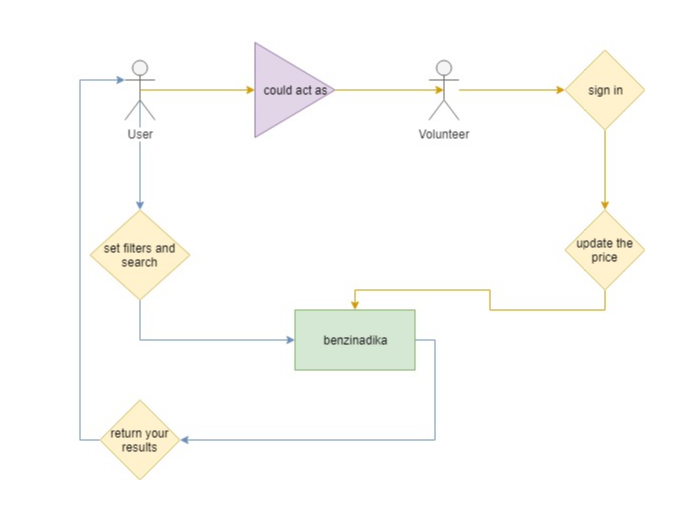 could act as
sign in
User
Volunteer
set filters and
search
update the
price
benzinadika
return your
results